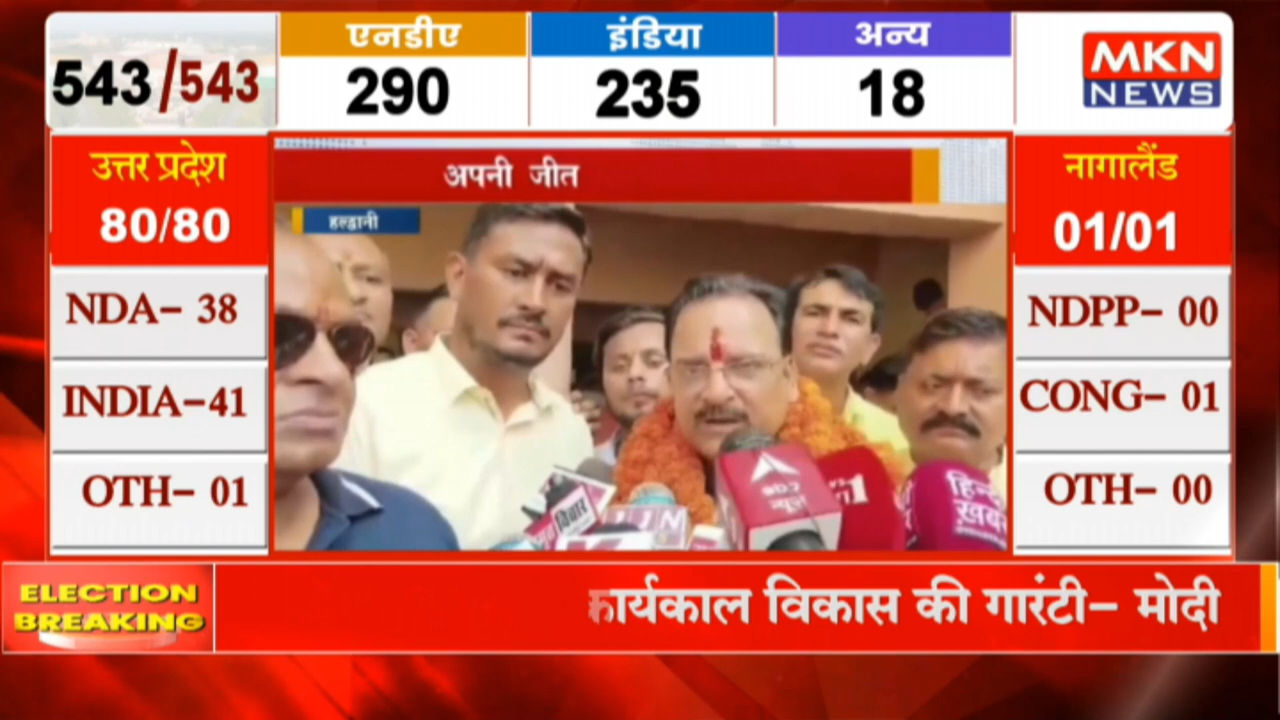 543/543
एनडीए
290
इंडिया
235
अन्य
18
MKN
NEWS
उत्तर प्रदेश
80/80
NDA- 38
INDIA-41
OTH- 01
अपनी जीत
हल्द्वानी
विचार
न्यूज़
हिन्द
खबर
नागालैंड
01/01
NDPP- 00
CONG- 01
OTH- 00
ELECTION
BREAKING
कार्यकाल विकास की गारंटी- मोदी